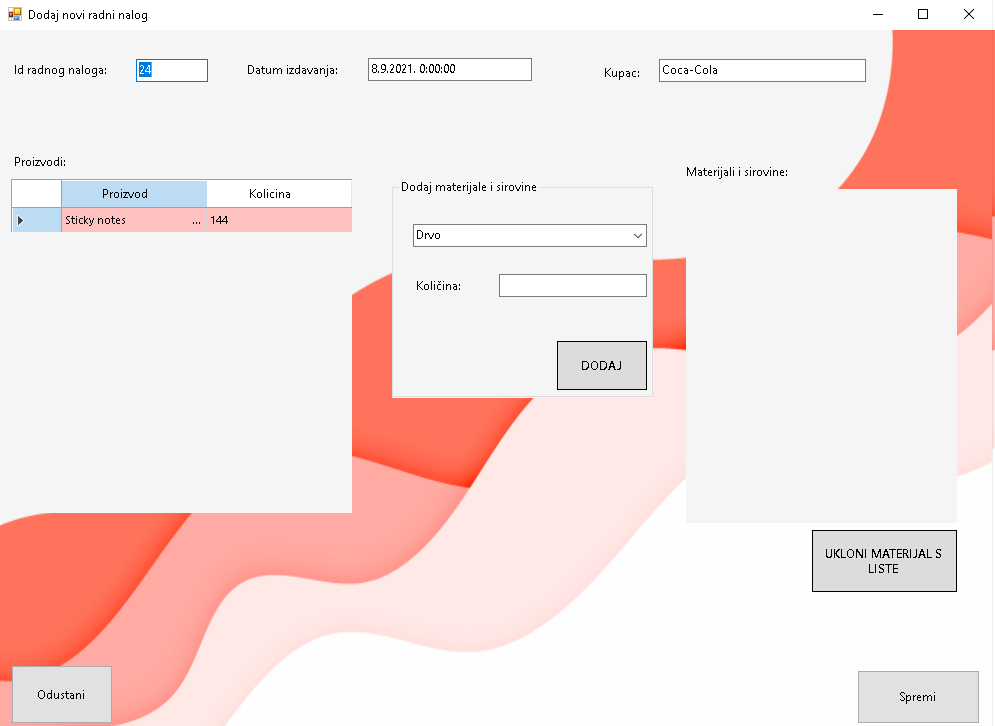 Dodaj novi radni nalog
Id radnog naloga:
24
Datum izdavanja:
8.9.2021. 0:00:00
Kupac:
Coca-Cola
Proizvodi:
Proizvod
Kolicina
Sticky notes
...
144
Dodaj materijale i sirovine
Drvo
Količina:
DODAJ
Materijali i sirovine:
UKLONI MATERIJAL S
LISTE
Odustani
Spremi